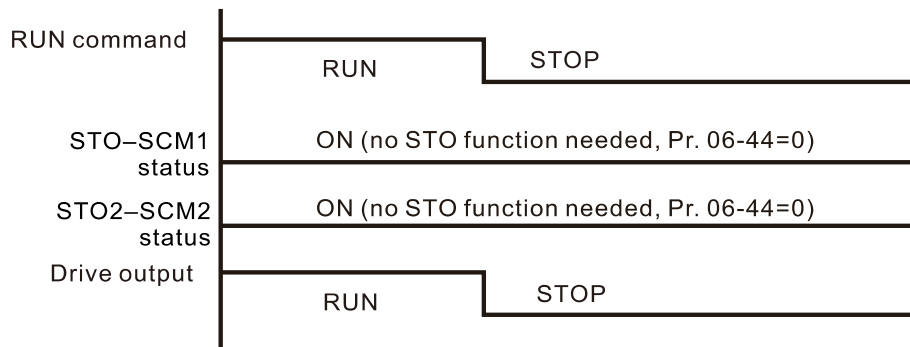 RUN command
RUN
STOP
STO–SCM1
status
ON (no STO function needed, Pr. 06-44=0)
STO2–SCM2
status
ON (no STO function needed, Pr. 06-44=0)
Drive output
RUN
STOP